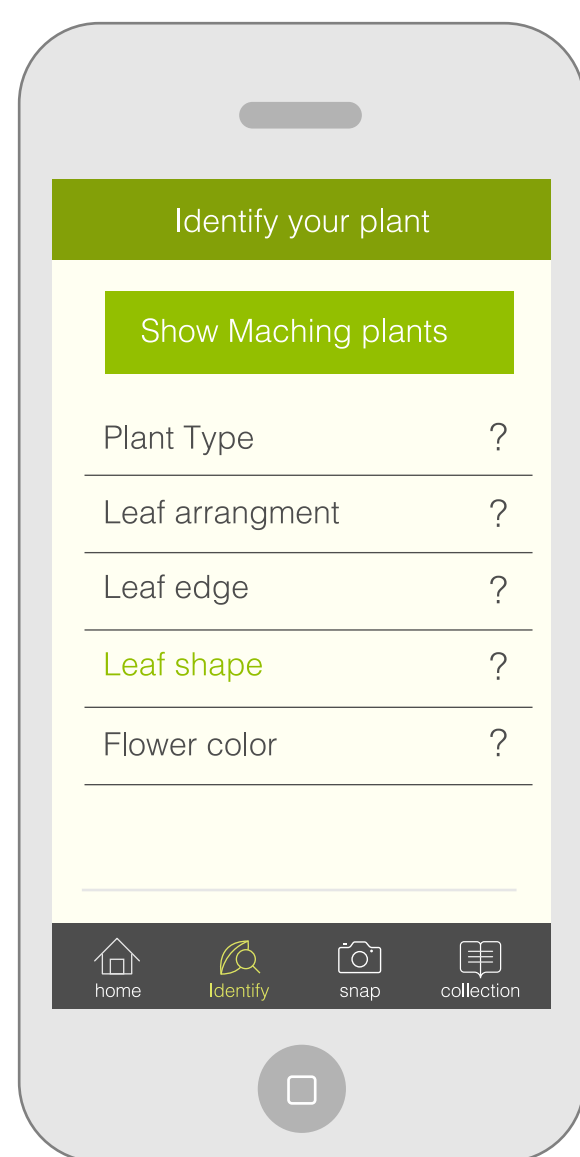 Identify your plant
Show Maching plants
Plant Type ?
Leaf arrangment ?
Leaf edge ?
Leaf shape ?
Flower color ?
home Identify snap collection